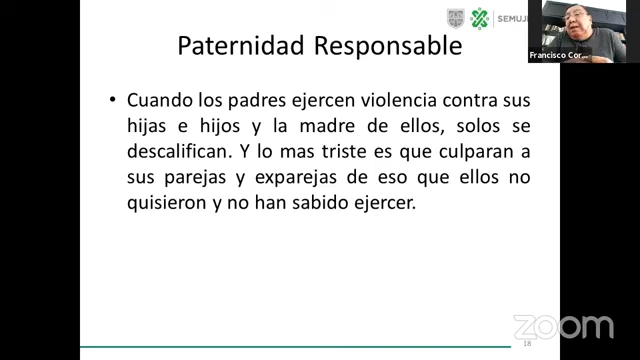 SEMUJE
Paternidad Responsable
Francisco Cor...
• Cuando los padres ejercen violencia contra sus
hijas e hijos y la madre de ellos, solos se
descalifican. Y lo mas triste es que culparan a
sus parejas y exparejas de eso que ellos no
quisieron y no han sabido ejercer.
zoom
18